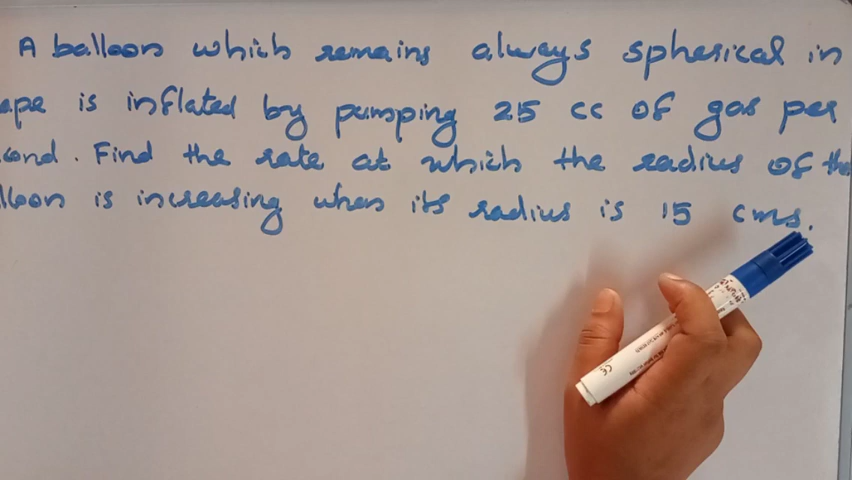 A balloon which remains always spherical in
ape is inflated by pumping 25 cc of gas per
cond. Find the rate at which the radius of the
lloon is increasing when its radius is 15 cms.
CE